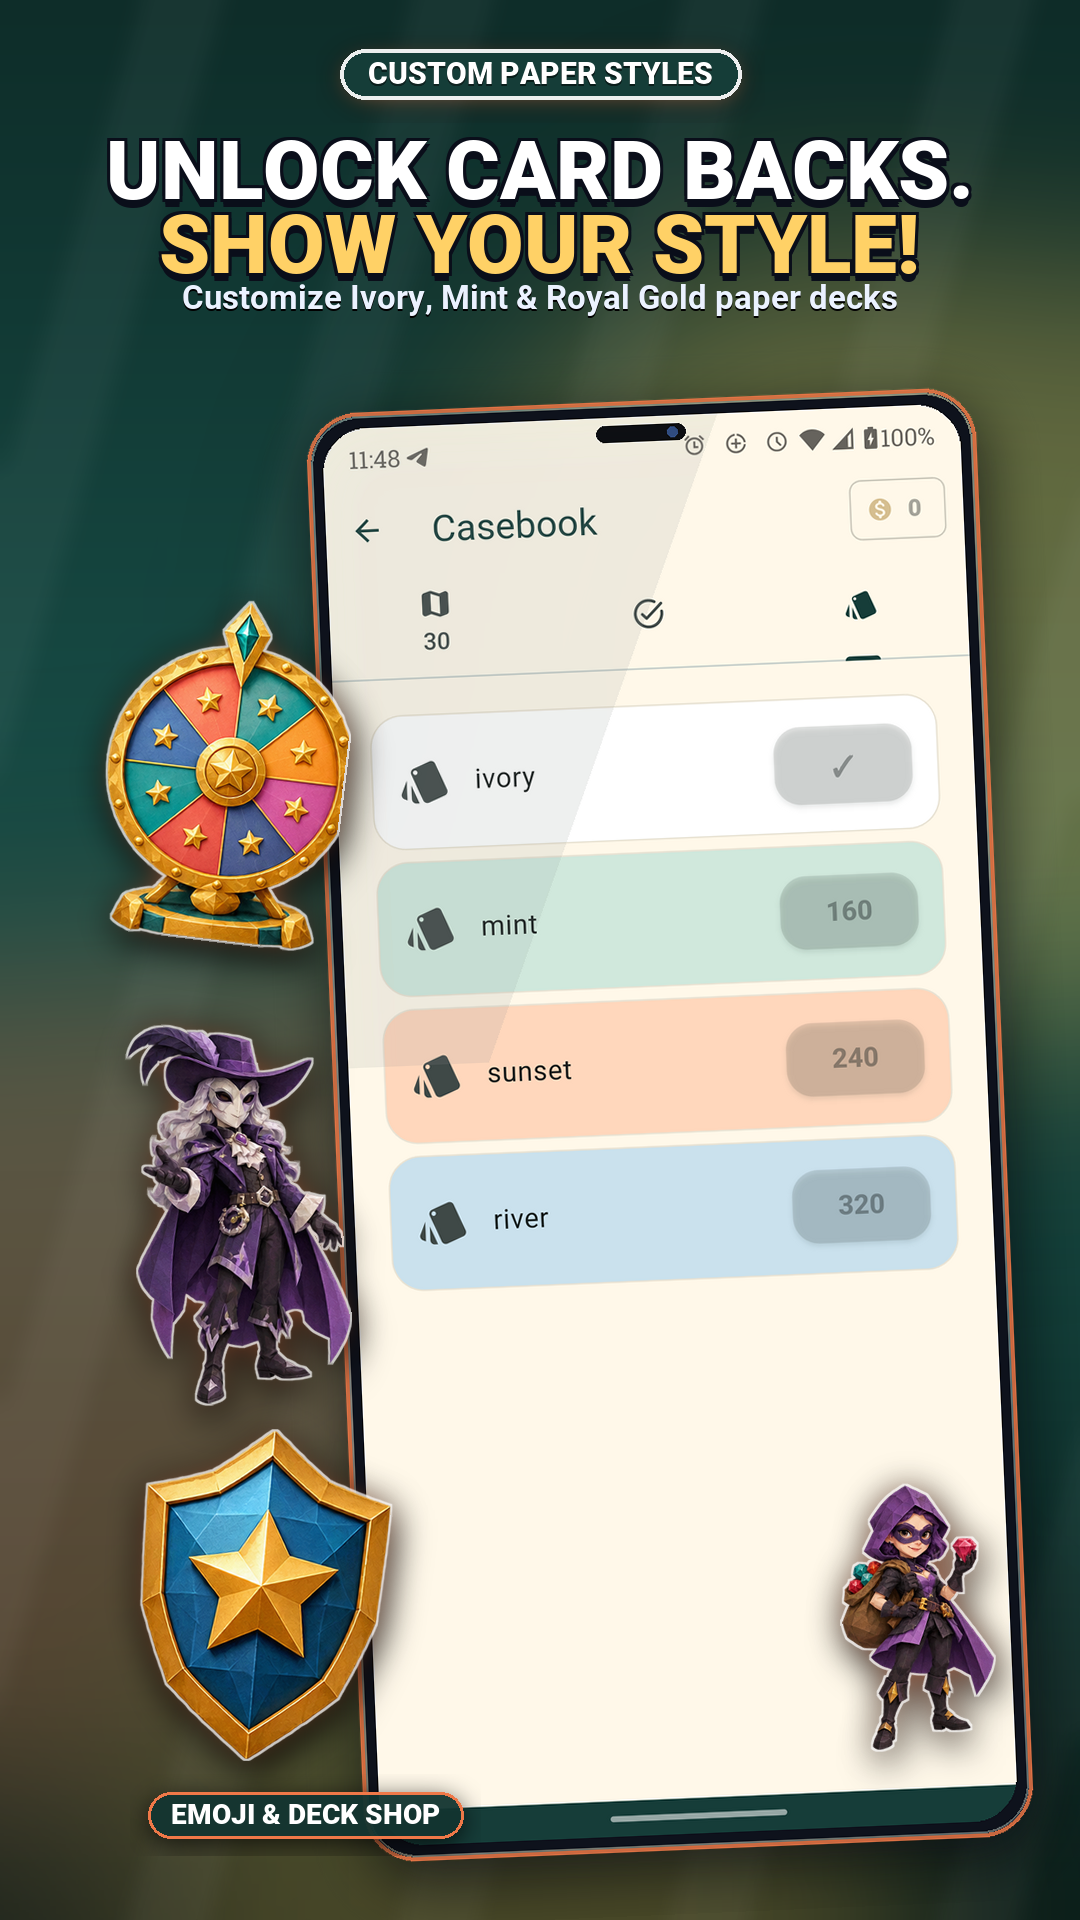 CUSTOM PAPER STYLES
UNLOCK CARD BACKS.
SHOW YOUR STYLE!
Customize Ivory, Mint & Royal Gold paper decks
11:48 100%
Casebook
$ 0
30
ivory ✓
mint 160
sunset 240
river 320
EMOJI & DECK SHOP